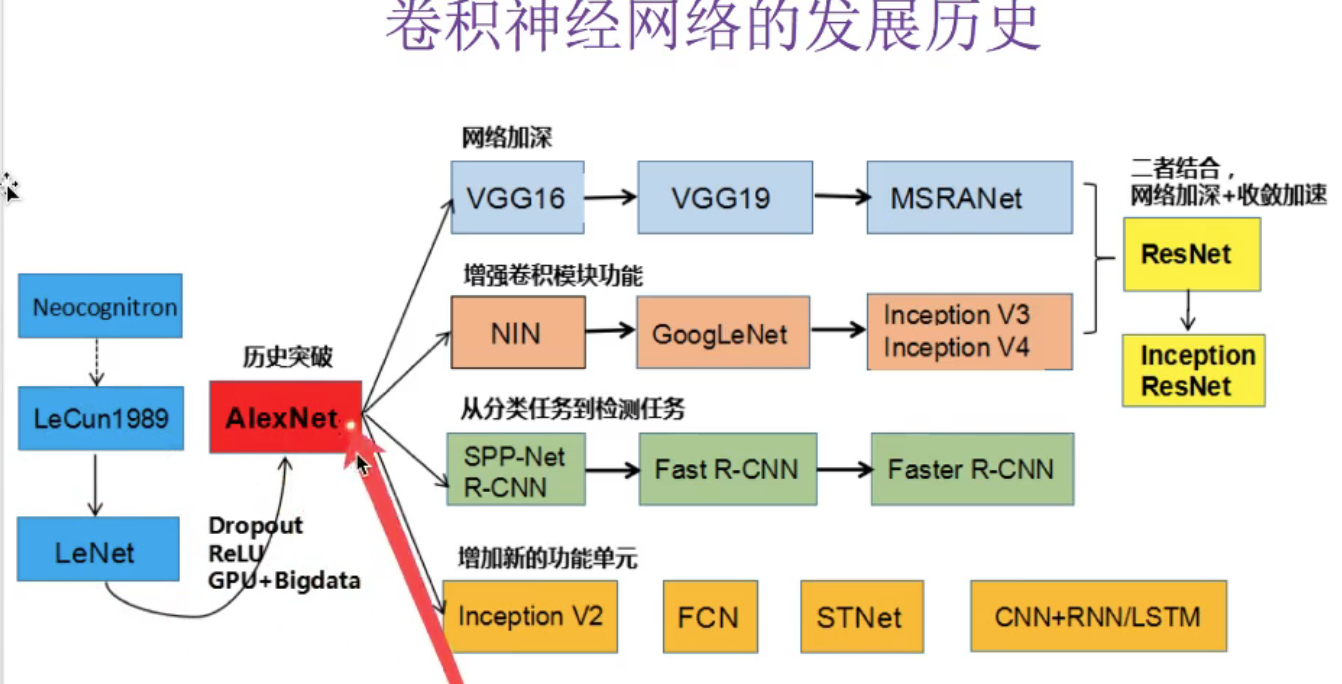 卷积神经网络的发展历史
网络加深
VGG16
VGG19
MSRANet
二者结合，
网络加深+收敛加速
ResNet
Inception
ResNet
增强卷积模块功能
NIN
GoogLeNet
Inception V3
Inception V4
Neocognitron
LeCun1989
LeNet
历史突破
AlexNet
Dropout
ReLU
GPU+Bigdata
从分类任务到检测任务
SPP-Net
R-CNN
Fast R-CNN
Faster R-CNN
增加新的功能单元
Inception V2
FCN
STNet
CNN+RNN/LSTM